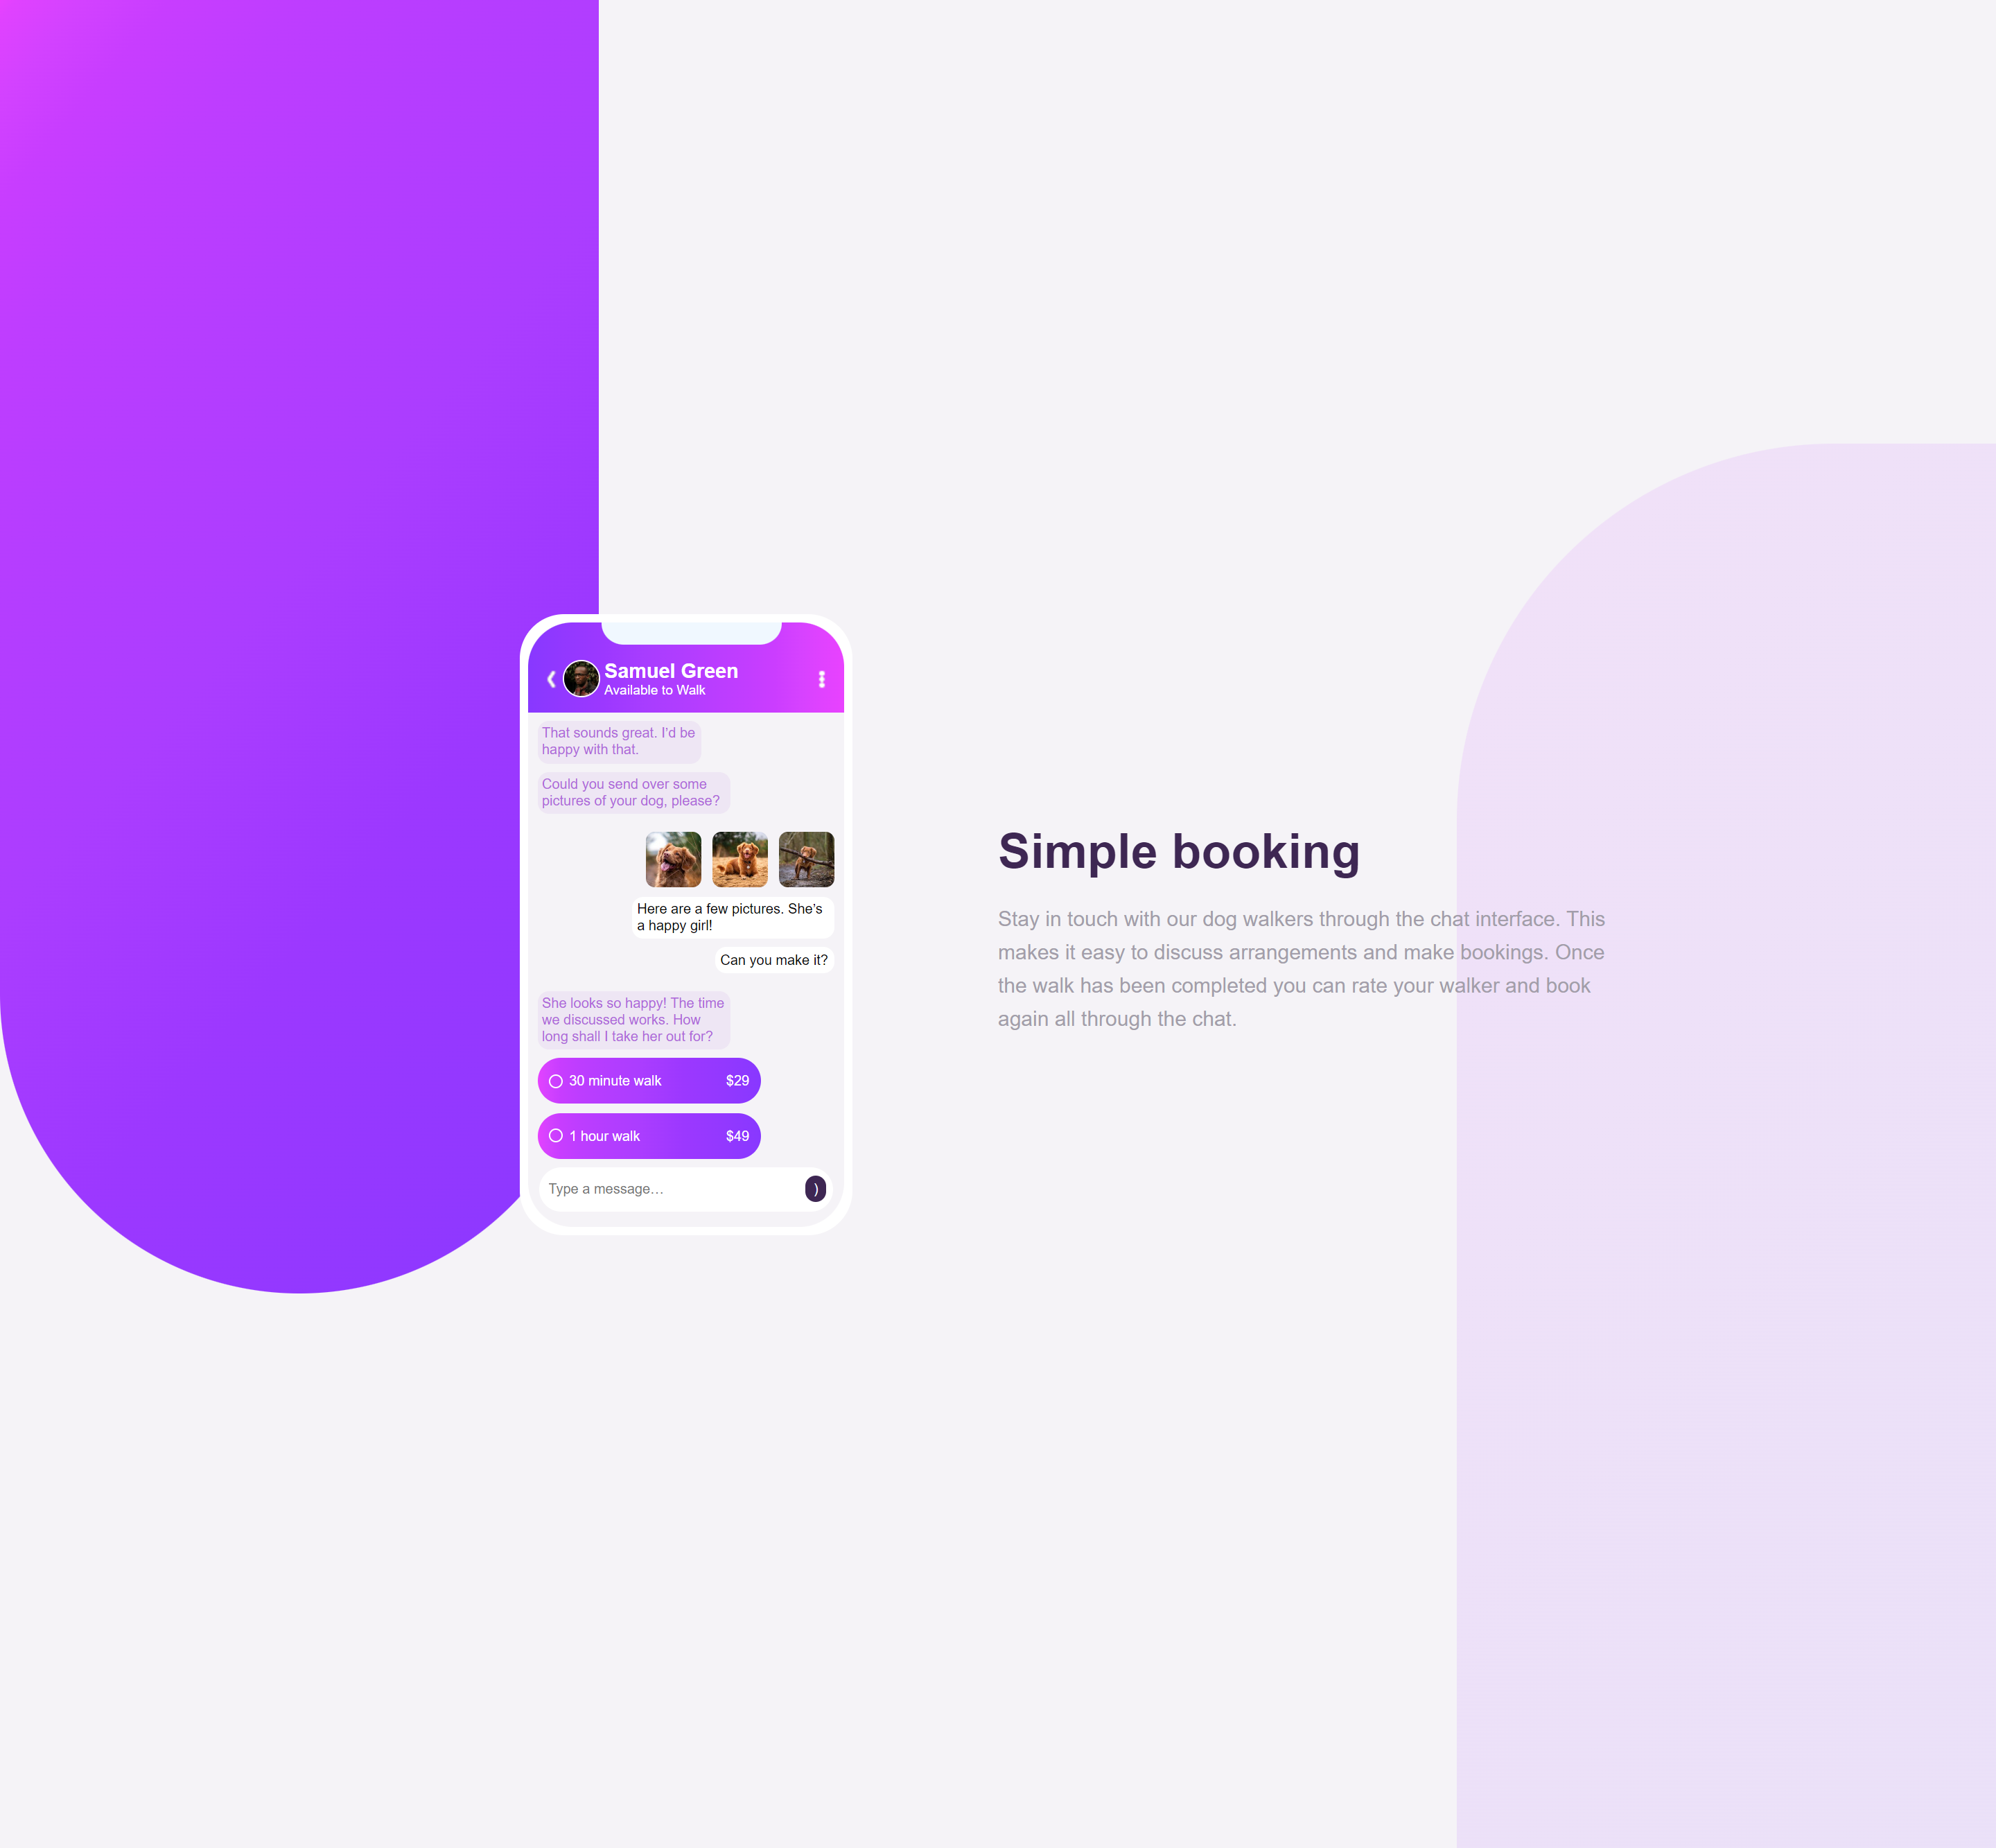 Samuel Green
Available to Walk
That sounds great. I'd be
happy with that.
Could you send over some
pictures of your dog, please?
Here are a few pictures. She's
a happy girl!
Can you make it?
She looks so happy! The time
we discussed works. How
long shall I take her out for?
30 minute walk $29
1 hour walk $49
Type a message…
Simple booking
Stay in touch with our dog walkers through the chat interface. This
makes it easy to discuss arrangements and make bookings. Once
the walk has been completed you can rate your walker and book
again all through the chat.